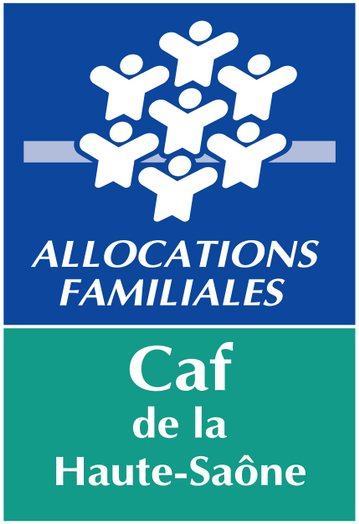 ALLOCATIONS
FAMILIALES
Caf
de la
Haute-Saône